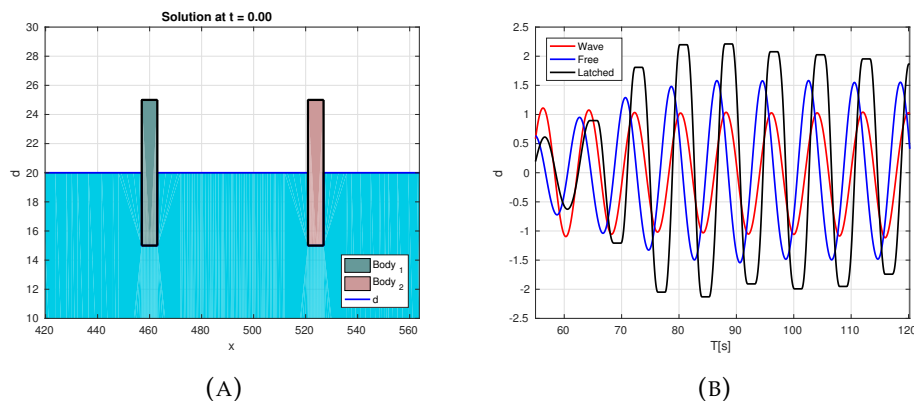 Solution at t = 0.00
30
28
26
24
22
20
18
16
14
12
10
d
420 440 460 480 500 520 540 560
x
Body 1
Body 2
d
(A)
2.5
2
1.5
1
0.5
0
-0.5
-1
-1.5
-2
-2.5
d
60 70 80 90 100 110 120
T[s]
Wave
Free
Latched
(B)